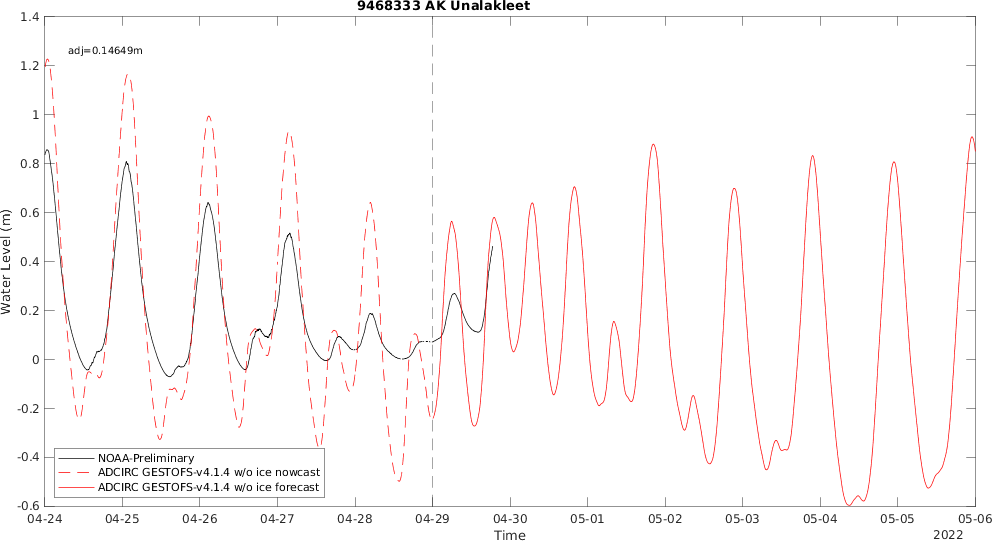 9468333 AK Unalakleet
adj=0.14649m
Water Level (m)
1.4
1.2
1
0.8
0.6
0.4
0.2
0
-0.2
-0.4
-0.6
NOAA-Preliminary
ADCIRC GESTOFS-v4.1.4 w/o ice nowcast
ADCIRC GESTOFS-v4.1.4 w/o ice forecast
04-24 04-25 04-26 04-27 04-28 04-29 04-30 05-01 05-02 05-03 05-04 05-05 05-06
Time
2022